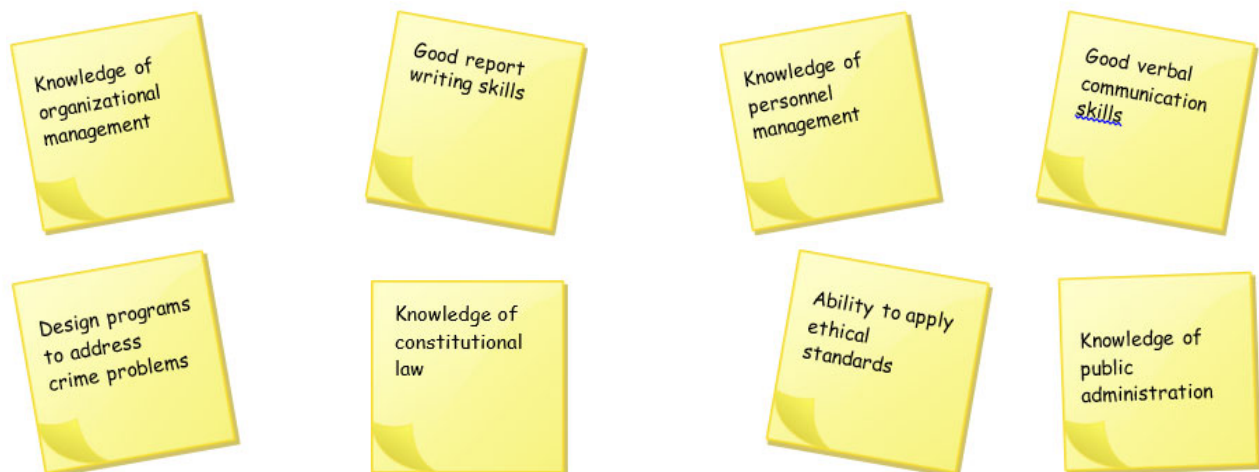 Knowledge of
organizational
management
Good report
writing skills
Knowledge of
personnel
management
Good verbal
communication
skills
Design programs
to address
crime problems
Knowledge of
constitutional
law
Ability to apply
ethical
standards
Knowledge of
public
administration